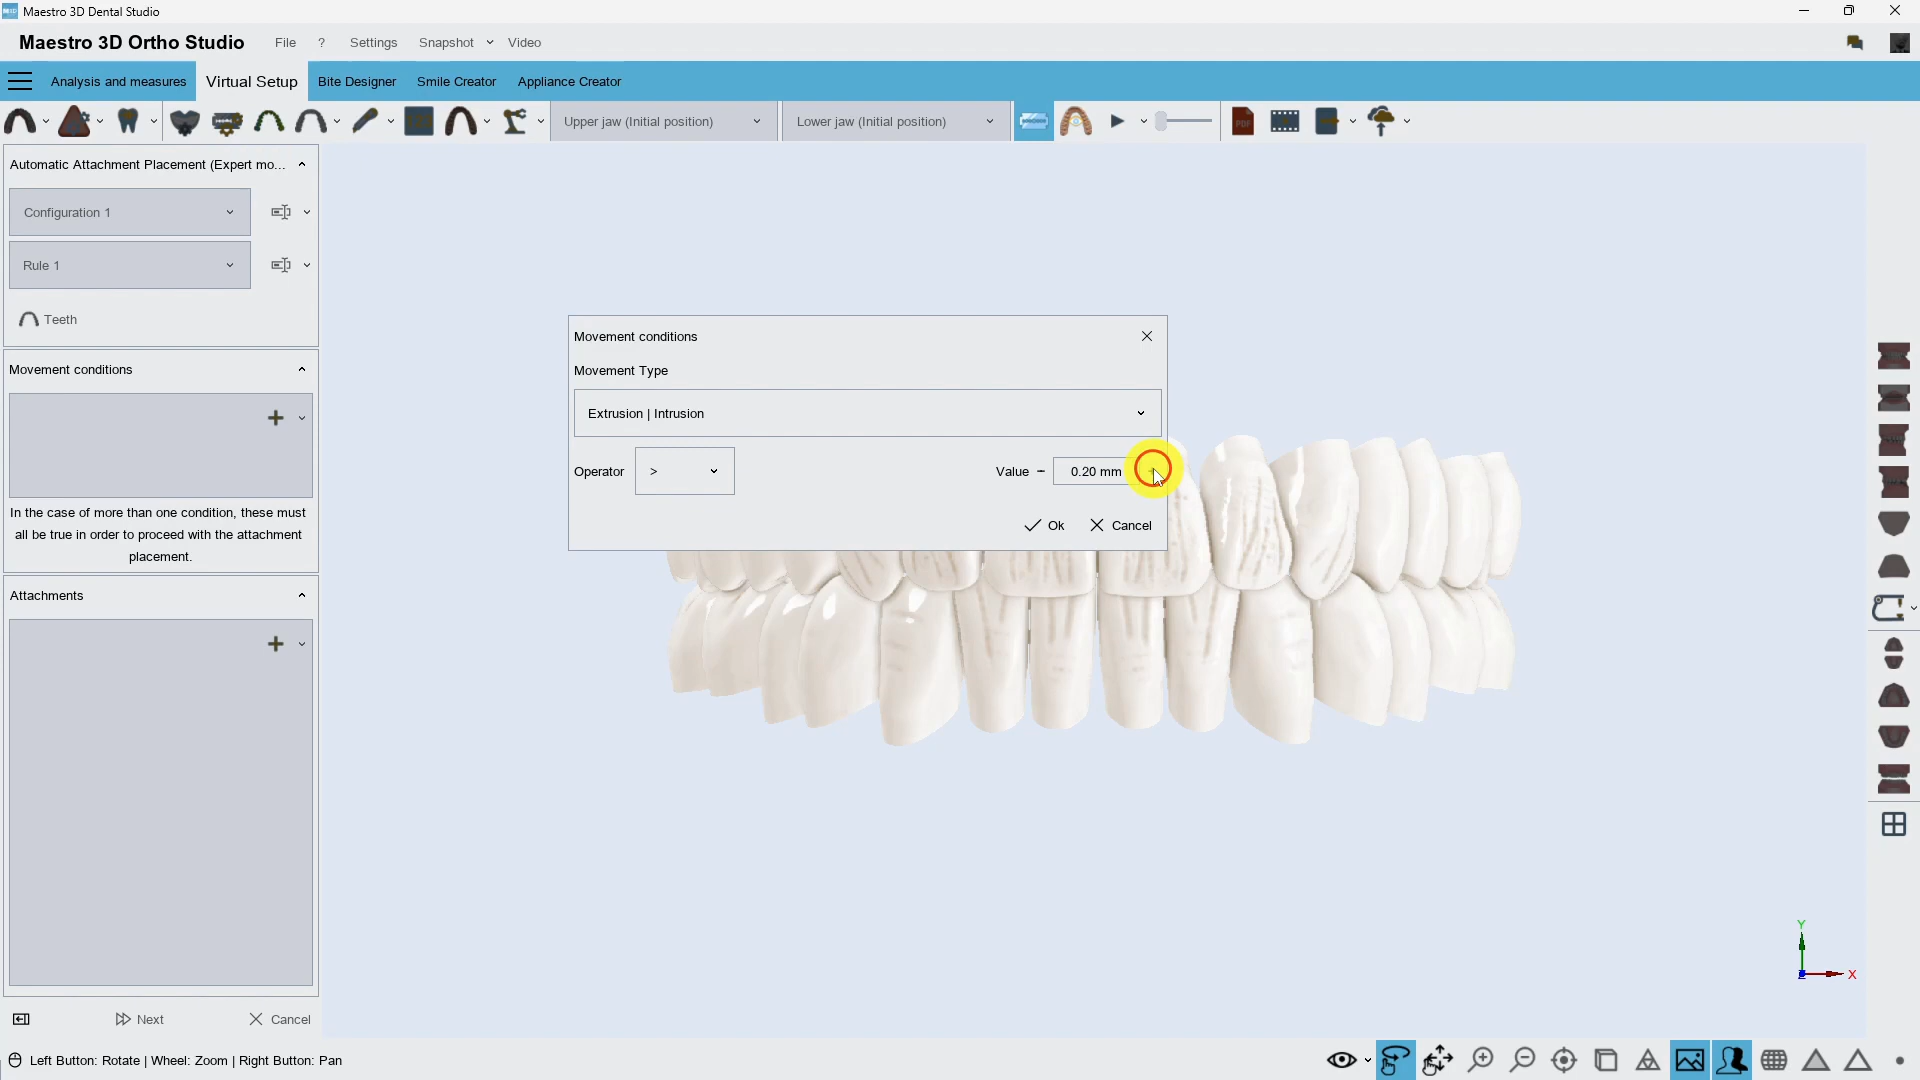 Maestro 3D Dental Studio
Maestro 3D Ortho Studio
File ? Settings Snapshot Video
Analysis and measures Virtual Setup Bite Designer Smile Creator Appliance Creator
Upper jaw (Initial position) Lower jaw (Initial position)
PDF
Automatic Attachment Placement (Expert mo...
Configuration 1
Rule 1
Teeth
Movement conditions
In the case of more than one condition, these must
all be true in order to proceed with the attachment
placement.
Attachments
Next Cancel
Movement conditions
Movement Type
Extrusion | Intrusion
Operator > Value − 0.20 mm +
Ok Cancel
Y
X
Z
Left Button: Rotate | Wheel: Zoom | Right Button: Pan